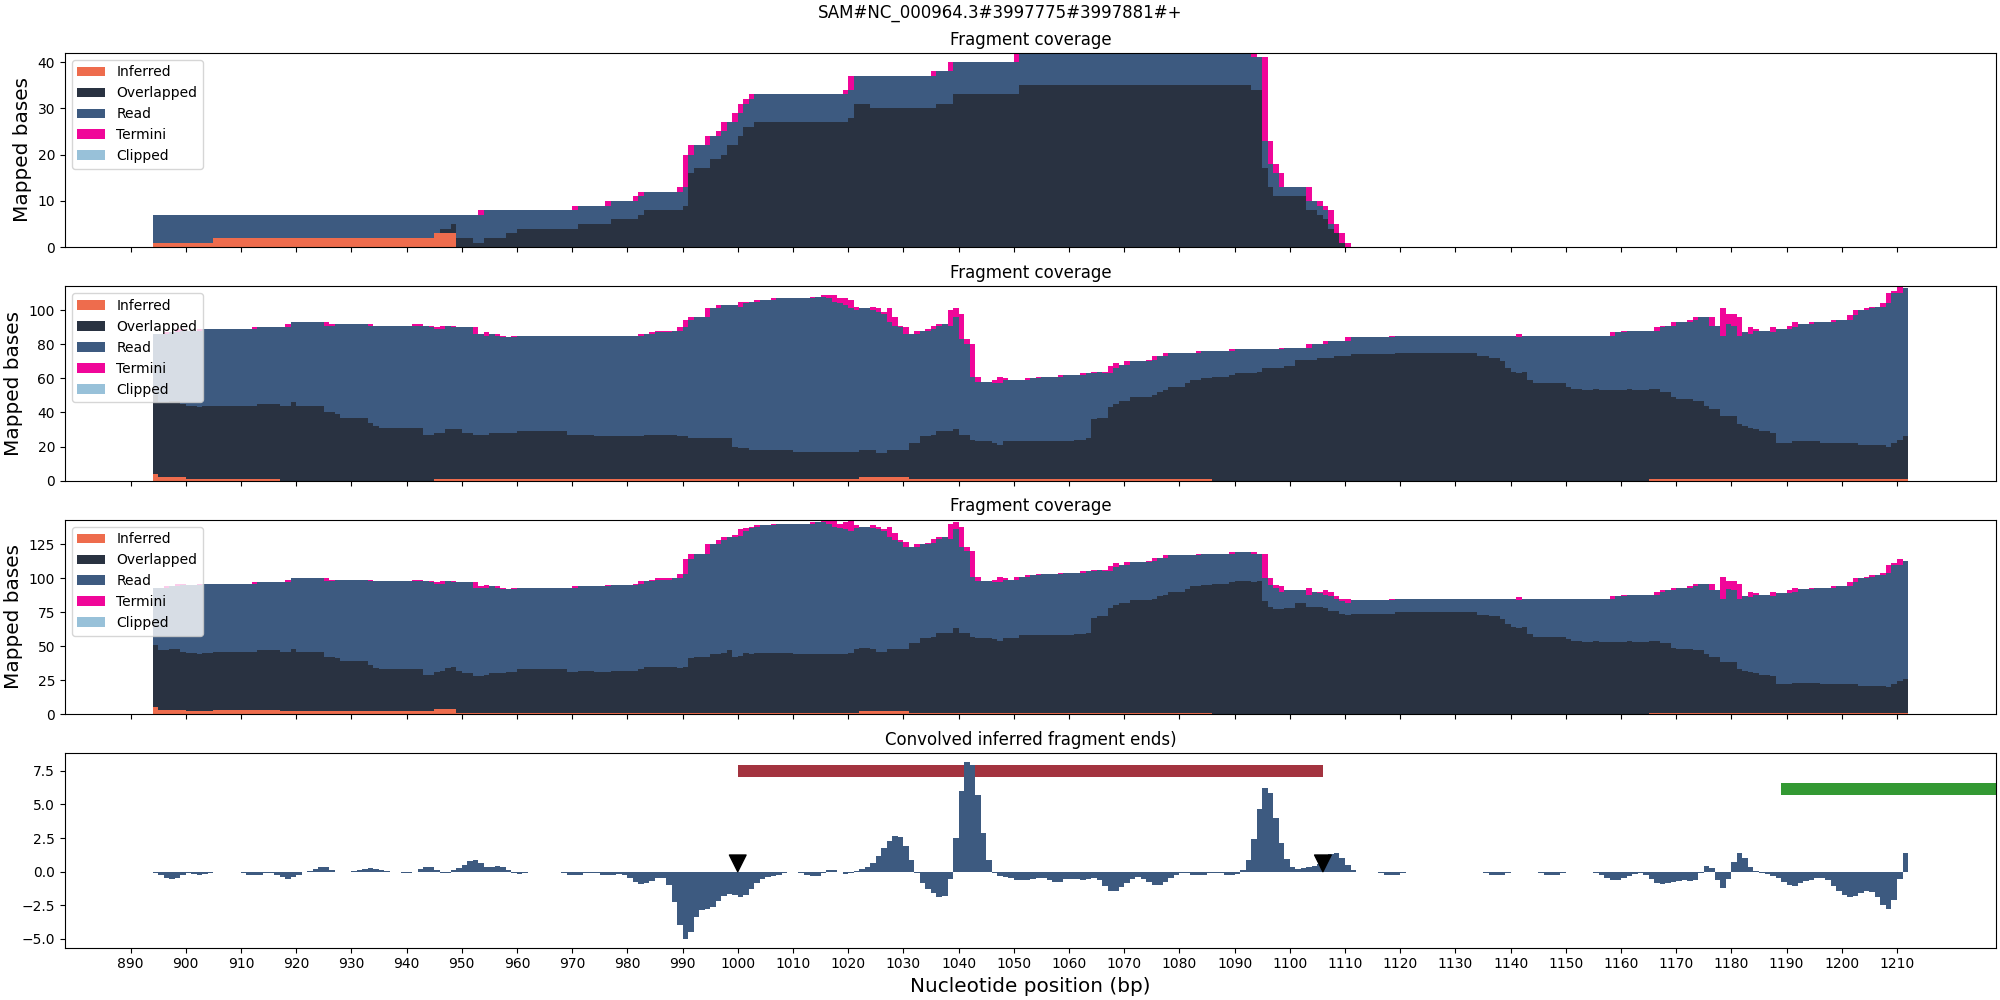 SAM#NC_000964.3#3997775#3997881#+
Fragment coverage
Mapped bases
40
30
20
10
0
Inferred
Overlapped
Read
Termini
Clipped
Fragment coverage
Mapped bases
100
80
60
40
20
0
Inferred
Overlapped
Read
Termini
Clipped
Fragment coverage
Mapped bases
125
100
75
50
25
0
Inferred
Overlapped
Read
Termini
Clipped
Convolved inferred fragment ends)
7.5
5.0
2.5
0.0
−2.5
−5.0
890 900 910 920 930 940 950 960 970 980 990 1000 1010 1020 1030 1040 1050 1060 1070 1080 1090 1100 1110 1120 1130 1140 1150 1160 1170 1180 1190 1200 1210
Nucleotide position (bp)